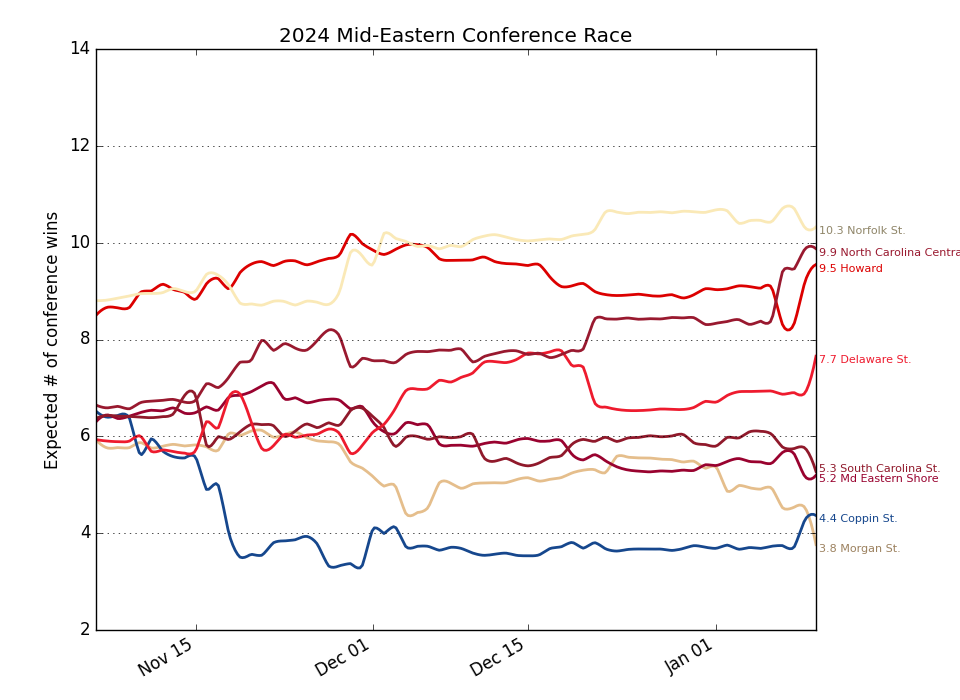 2024 Mid-Eastern Conference Race
Expected # of conference wins
14
12
10
8
6
4
2
Nov 15
Dec 01
Dec 15
Jan 01
10.3 Norfolk St.
9.9 North Carolina Centra
9.5 Howard
7.7 Delaware St.
5.3 South Carolina St.
5.2 Md Eastern Shore
4.4 Coppin St.
3.8 Morgan St.